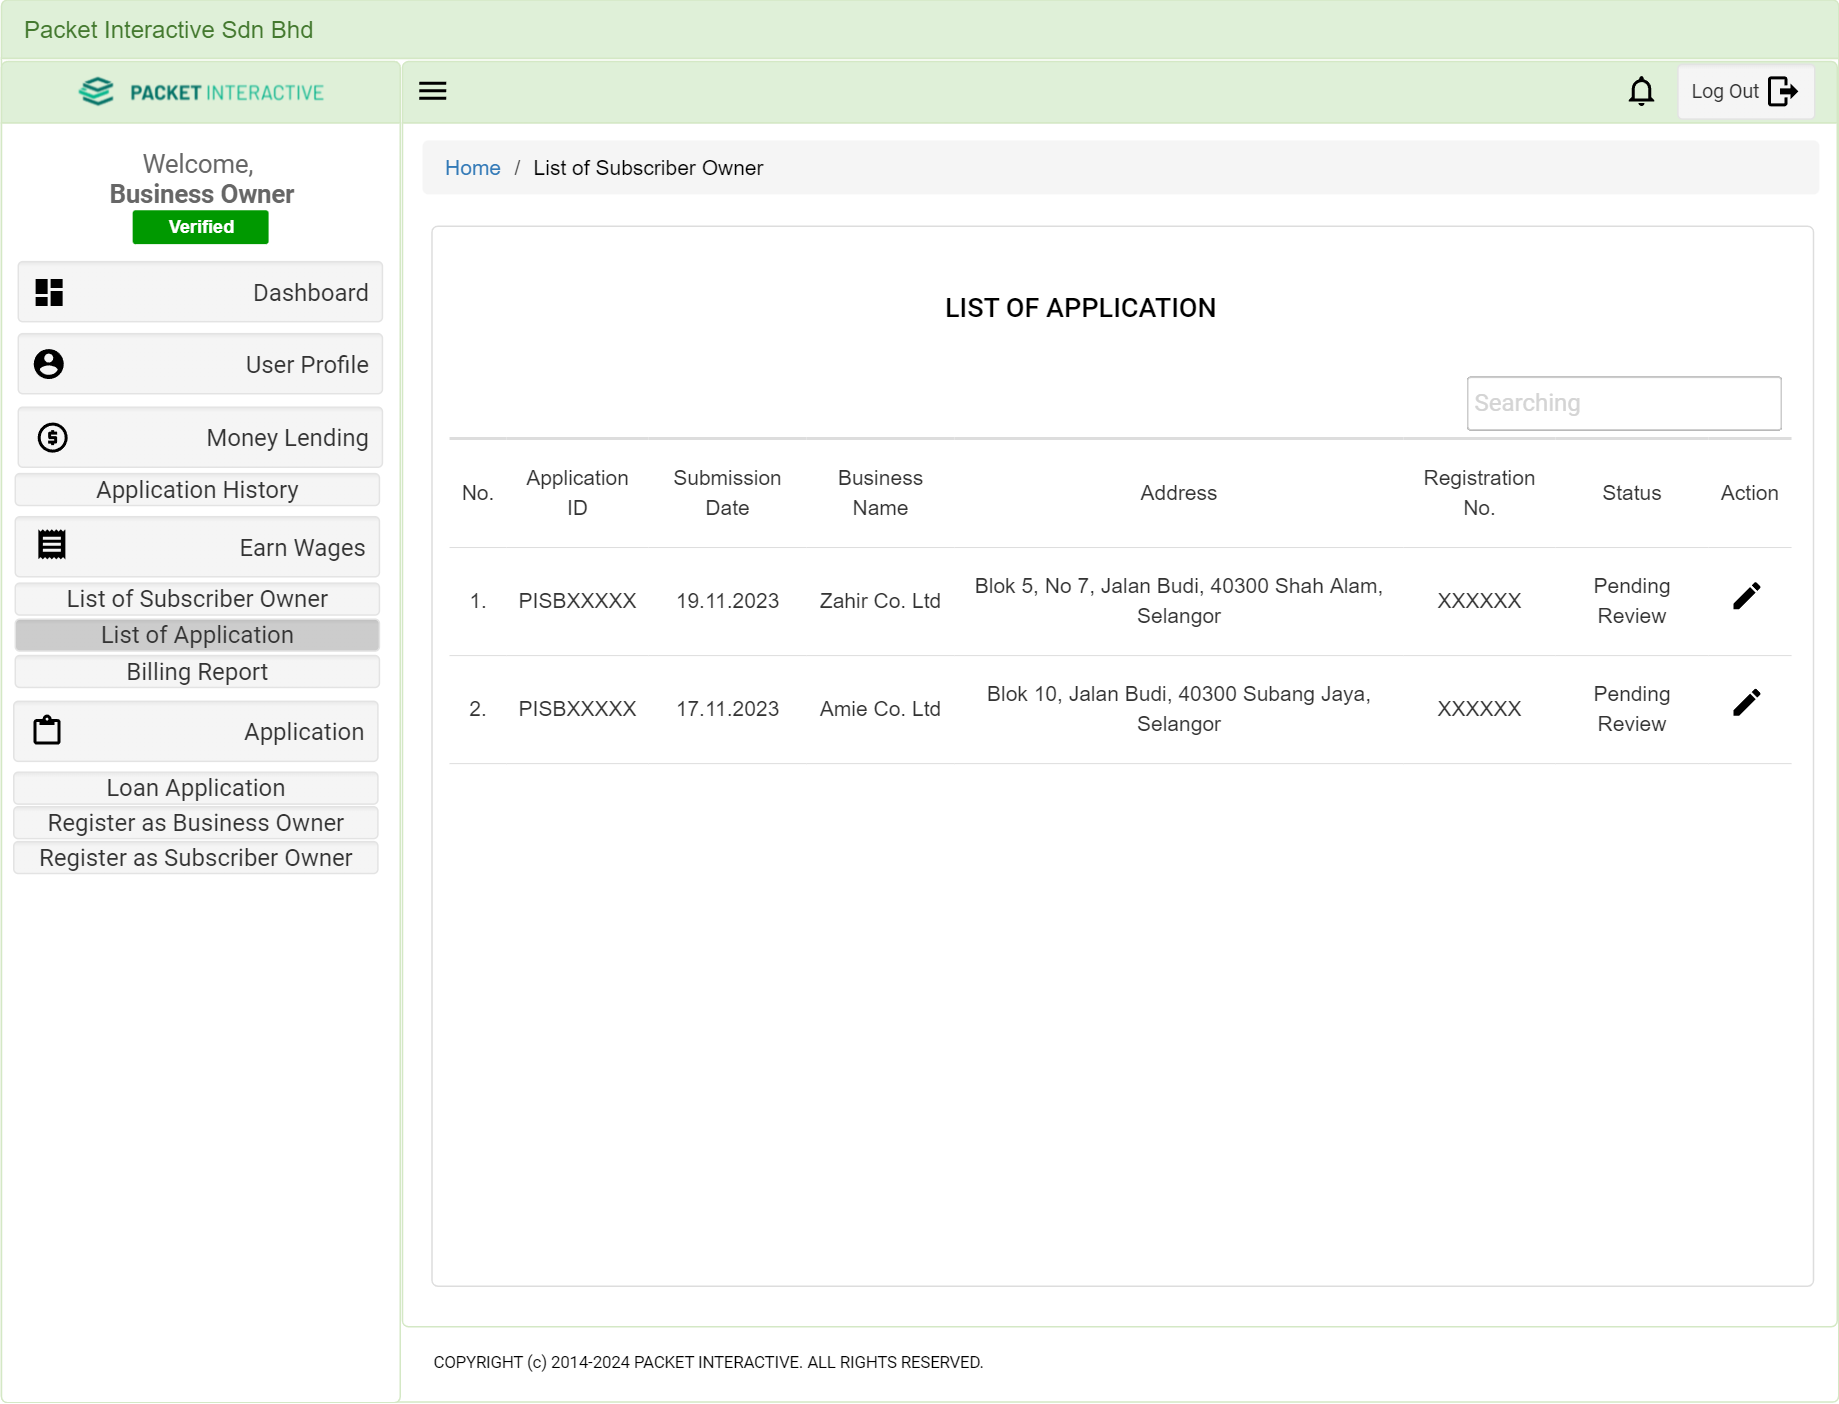 Packet Interactive Sdn Bhd
PACKET INTERACTIVE
Log Out
Welcome,
Business Owner
Verified
Dashboard
User Profile
Money Lending
Application History
Earn Wages
List of Subscriber Owner
List of Application
Billing Report
Application
Loan Application
Register as Business Owner
Register as Subscriber Owner
Home / List of Subscriber Owner
LIST OF APPLICATION
Searching
No. Application ID Submission Date Business Name Address Registration No. Status Action
1. PISBXXXXX 19.11.2023 Zahir Co. Ltd Blok 5, No 7, Jalan Budi, 40300 Shah Alam, Selangor XXXXXX Pending Review
2. PISBXXXXX 17.11.2023 Amie Co. Ltd Blok 10, Jalan Budi, 40300 Subang Jaya, Selangor XXXXXX Pending Review
COPYRIGHT (c) 2014-2024 PACKET INTERACTIVE. ALL RIGHTS RESERVED.